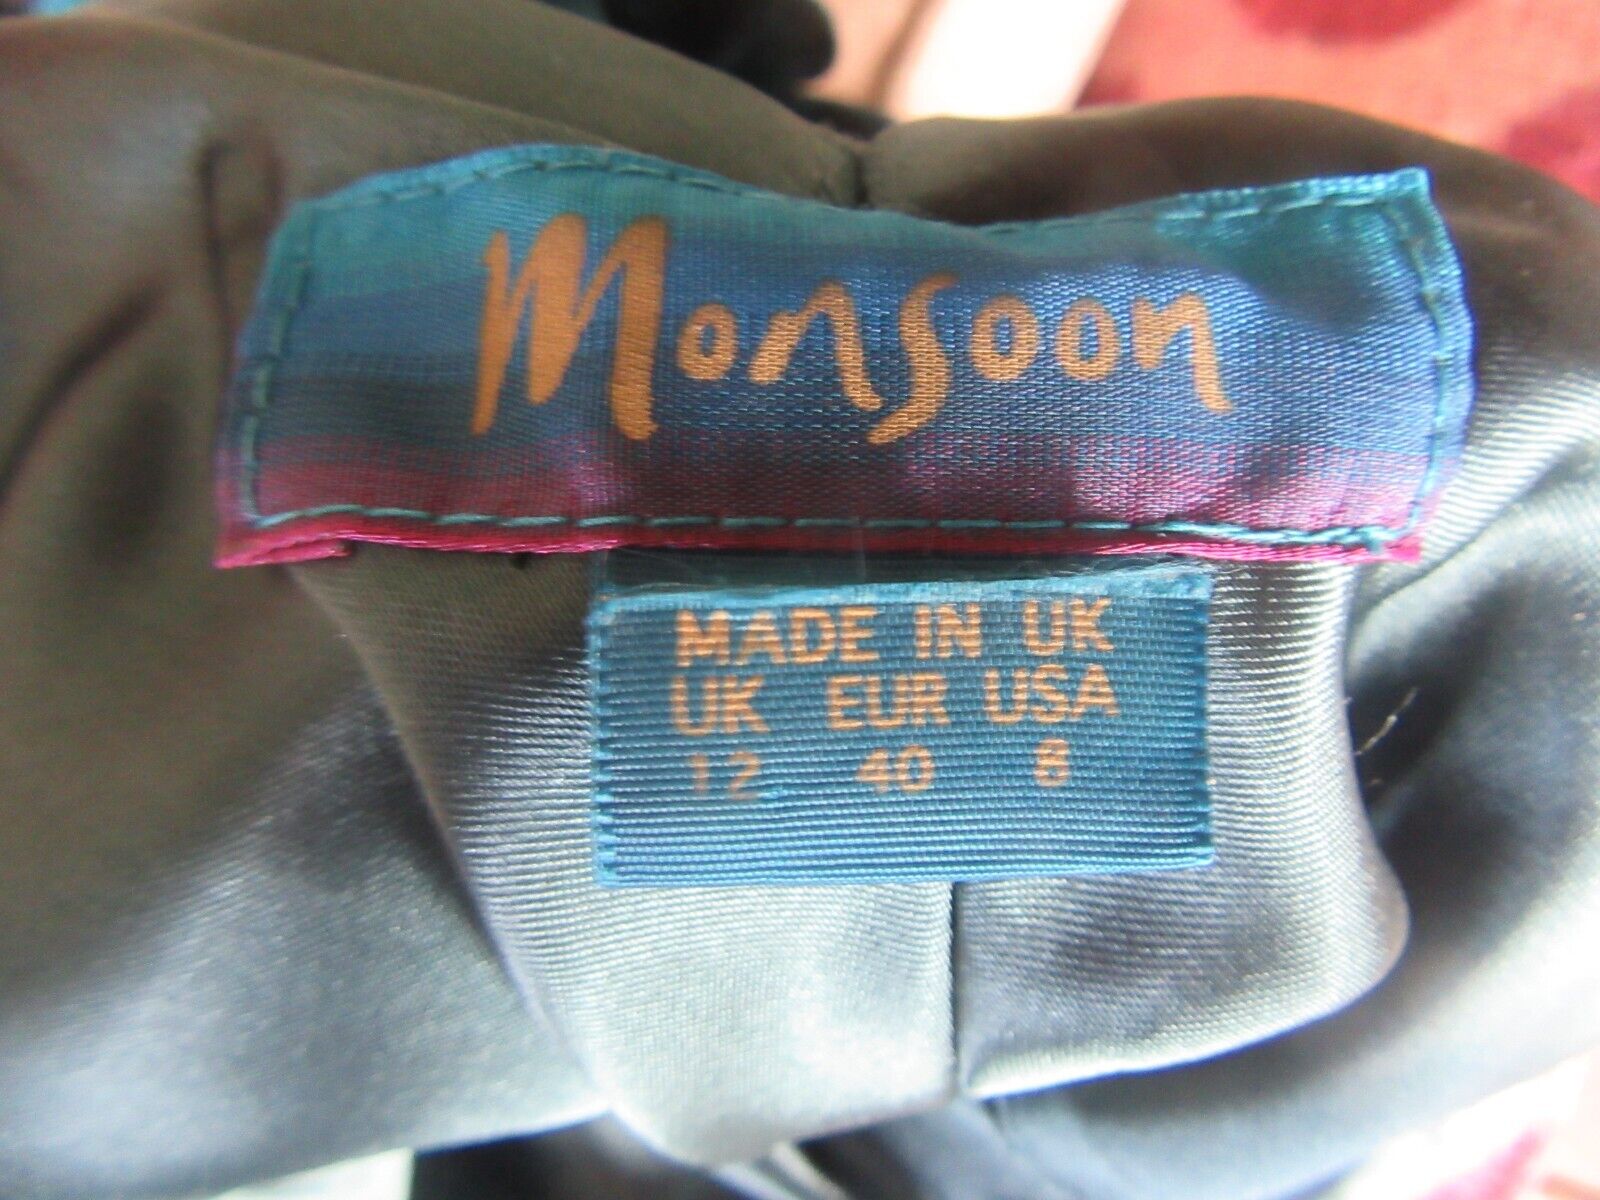 Monsoon
MADE IN UK
UK EUR USA
12 40 8